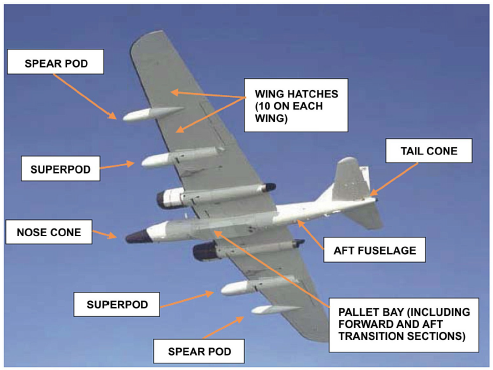 SPEAR POD
WING HATCHES
(10 ON EACH
WING)
TAIL CONE
SUPERPOD
NOSE CONE
AFT FUSELAGE
SUPERPOD
PALLET BAY (INCLUDING
FORWARD AND AFT
TRANSITION SECTIONS)
SPEAR POD